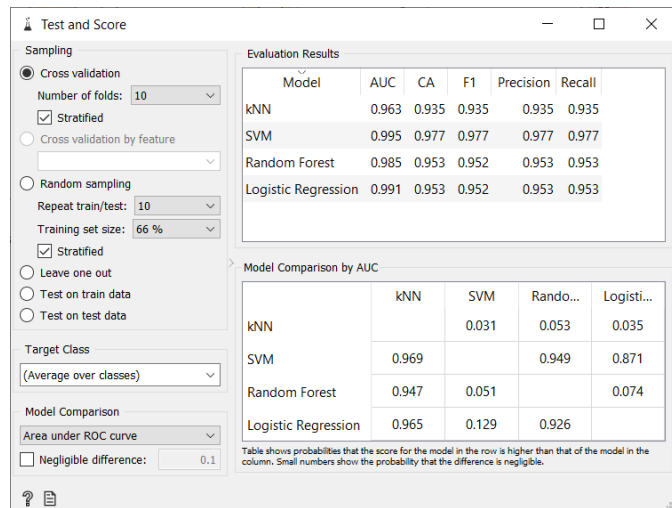 Test and Score
Sampling
Cross validation
Number of folds: 10
Stratified
Cross validation by feature
Random sampling
Repeat train/test: 10
Training set size: 66 %
Stratified
Leave one out
Test on train data
Test on test data
Target Class
(Average over classes)
Model Comparison
Area under ROC curve
Negligible difference: 0.1
Evaluation Results
Model AUC CA F1 Precision Recall
kNN 0.963 0.935 0.935 0.935 0.935
SVM 0.995 0.977 0.977 0.977 0.977
Random Forest 0.985 0.953 0.952 0.953 0.953
Logistic Regression 0.991 0.953 0.952 0.953 0.953
Model Comparison by AUC
kNN SVM Rando... Logisti...
kNN 0.031 0.053 0.035
SVM 0.969 0.949 0.871
Random Forest 0.947 0.051 0.074
Logistic Regression 0.965 0.129 0.926
Table shows probabilities that the score for the model in the row is higher than that of the model in the
column. Small numbers show the probability that the difference is negligible.
?